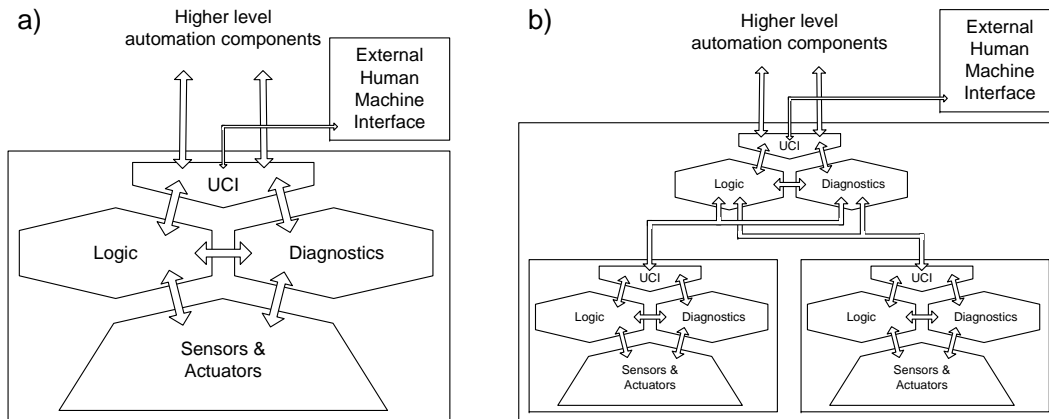 a)
Higher level
automation components
External
Human
Machine
Interface
UCI
Logic
Diagnostics
Sensors &
Actuators
b)
Higher level
automation components
External
Human
Machine
Interface
UCI
Logic
Diagnostics
UCI
Logic
Diagnostics
Sensors &
Actuators
UCI
Logic
Diagnostics
Sensors &
Actuators